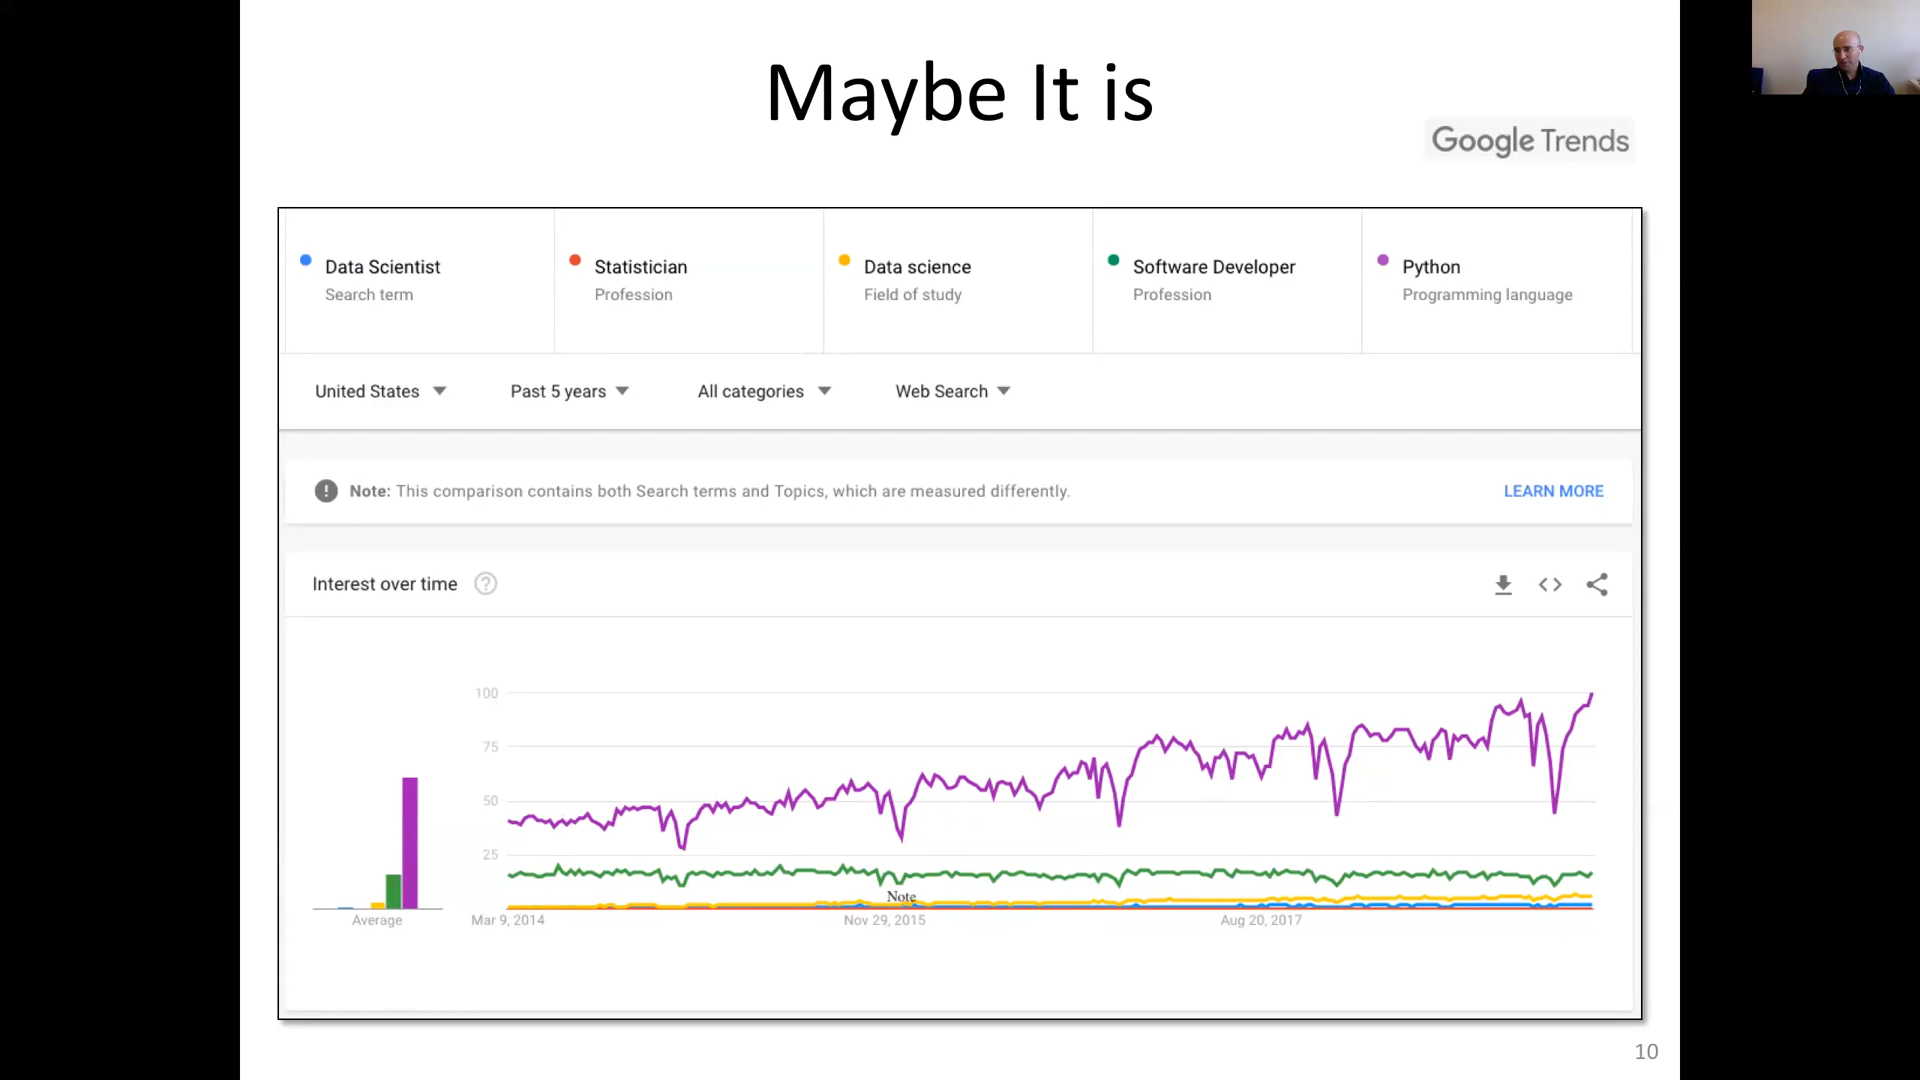 Maybe It is
Google Trends
Data Scientist
Search term
Statistician
Profession
Data science
Field of study
Software Developer
Profession
Python
Programming language
United States
Past 5 years
All categories
Web Search
Note: This comparison contains both Search terms and Topics, which are measured differently.
LEARN MORE
Interest over time
100
75
50
25
Note
Average
Mar 9, 2014
Nov 29, 2015
Aug 20, 2017
10